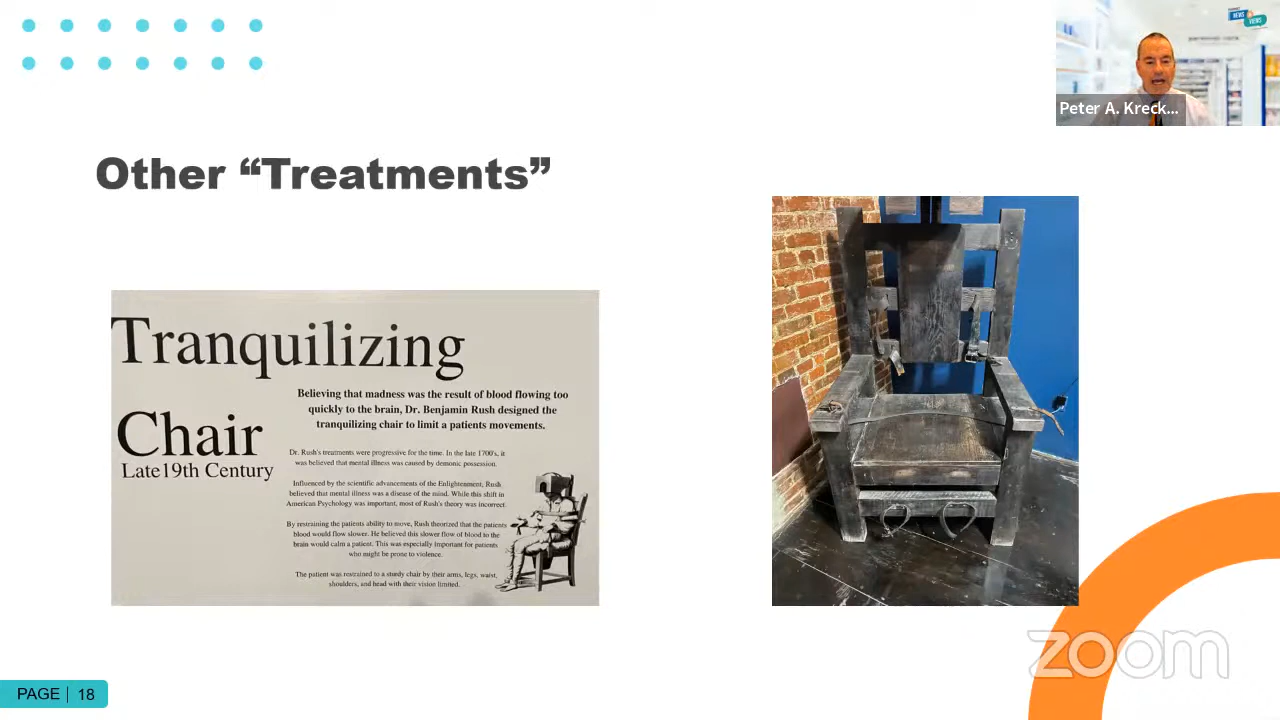 NEWS
VIEWS
Peter A. Kreck...
Other “Treatments”
Tranquilizing
Chair
Late19th Century
Believing that madness was the result of blood flowing too
quickly to the brain, Dr. Benjamin Rush designed the
tranquilizing chair to limit a patients movements.
Dr. Rush's treatments were progressive for the time. In the late 1700's, it
was believed that mental illness was caused by demonic possession.
Influenced by the scientific advancements of the Enlightenment, Rush
believed that mental illness was a disease of the mind. While this shift in
American Psychology was important, most of Rush's theory was incorrect.
By restraining the patients ability to move, Rush theorized that the patients
blood would flow slower. He believed this slower flow of blood to the
brain would calm a patient. This was especially important for patients
who might be prone to violence.
The patient was restrained to a sturdy chair by their arms, legs, waist,
shoulders, and head with their vision limited.
zoom
PAGE | 18